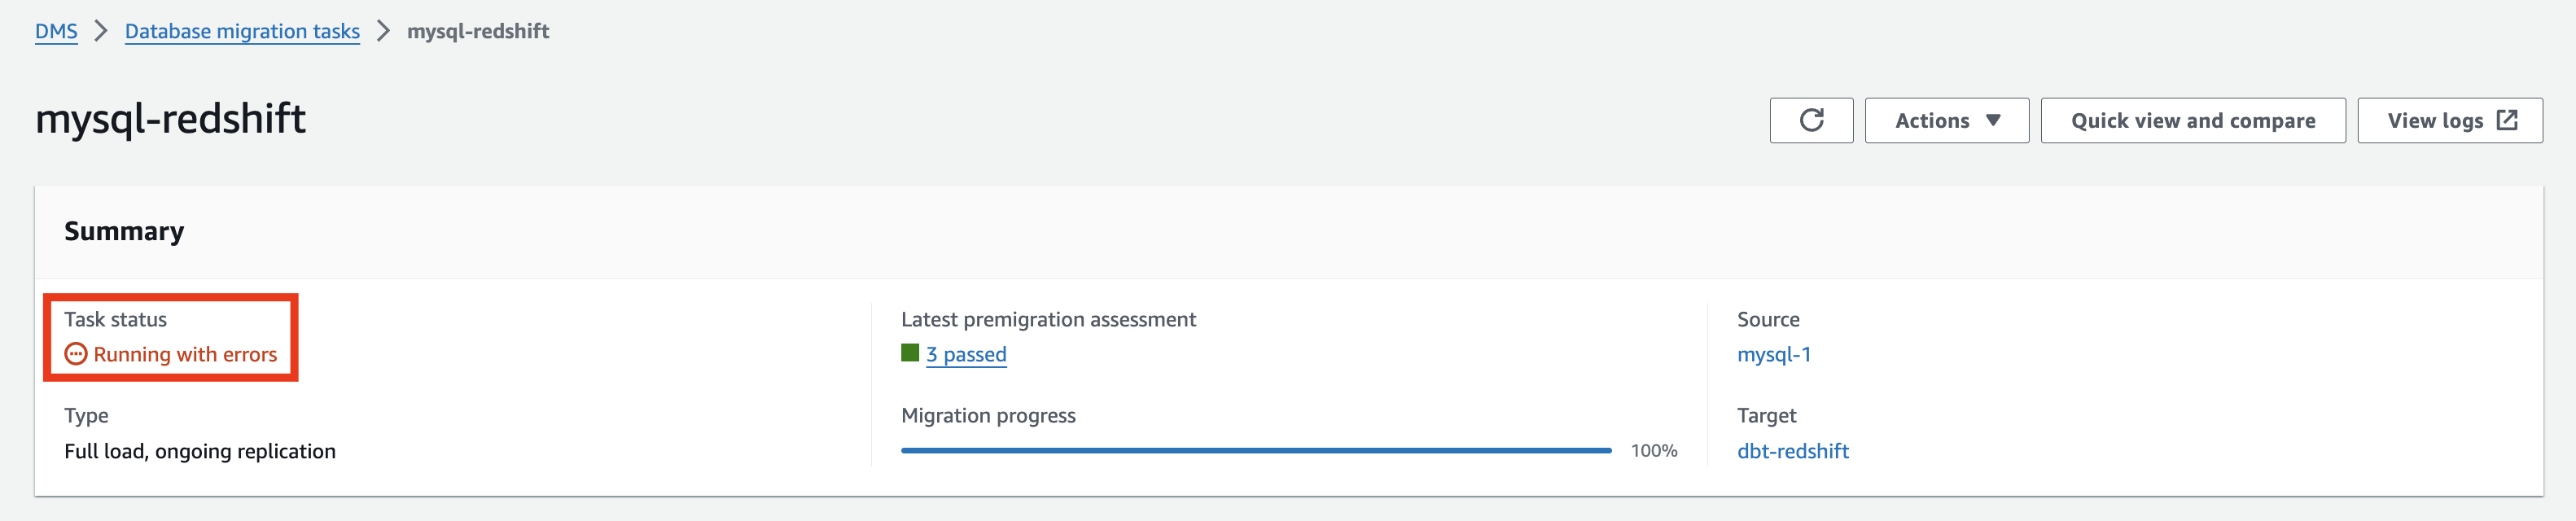 DMS > Database migration tasks > mysql-redshift
mysql-redshift
Actions
Quick view and compare
View logs
Summary
Task status
Running with errors
Type
Full load, ongoing replication
Latest premigration assessment
3 passed
Migration progress
100%
Source
mysql-1
Target
dbt-redshift